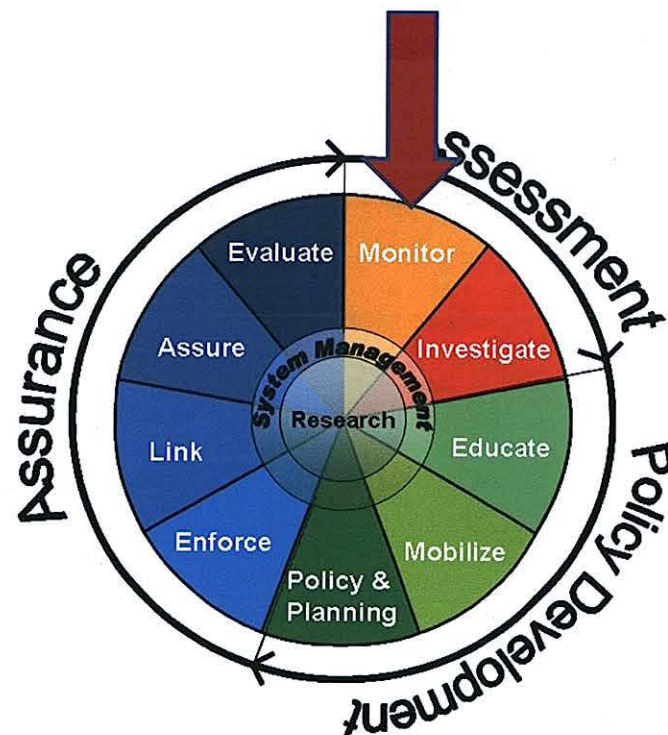 ssessment
Policy Development
Assurance
Monitor
Investigate
Educate
Mobilize
Policy &
Planning
Enforce
Link
Assure
Evaluate
System Management
Research